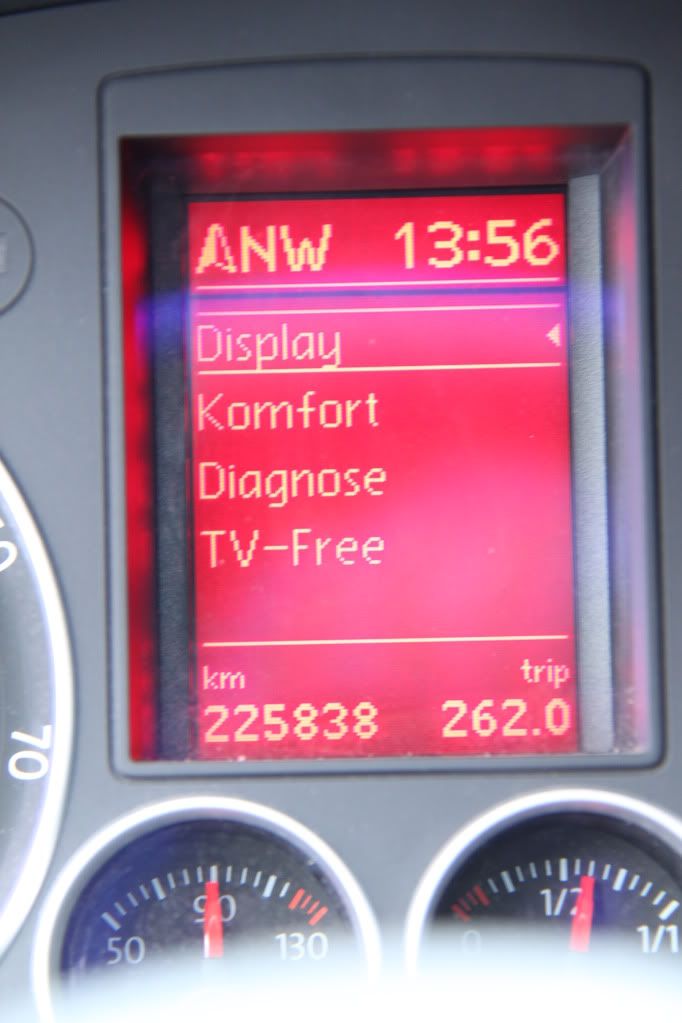 ANW 13:56
Display
Komfort
Diagnose
TV-Free
km trip
225838 262.0
70
90 1/2
50 130 0 1/1